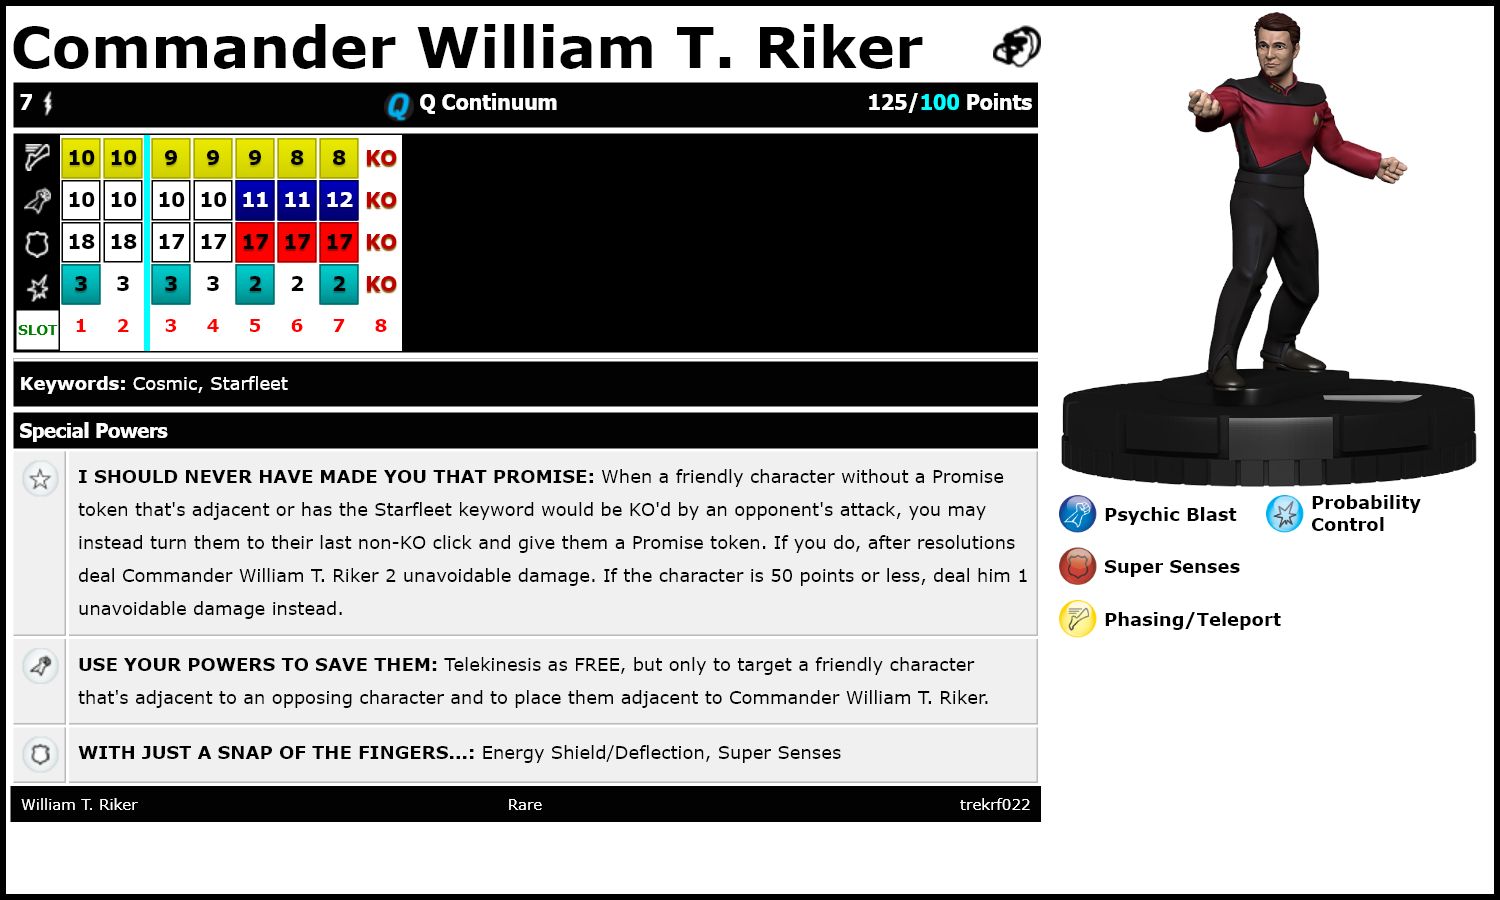 Commander William T. Riker
7 Q Q Continuum 125/100 Points
10 10 9 9 9 8 8 KO
10 10 10 10 11 11 12 KO
18 18 17 17 17 17 17 KO
3 3 3 3 2 2 2 KO
SLOT 1 2 3 4 5 6 7 8
Keywords: Cosmic, Starfleet
Special Powers
I SHOULD NEVER HAVE MADE YOU THAT PROMISE: When a friendly character without a Promise
token that's adjacent or has the Starfleet keyword would be KO'd by an opponent's attack, you may
instead turn them to their last non-KO click and give them a Promise token. If you do, after resolutions
deal Commander William T. Riker 2 unavoidable damage. If the character is 50 points or less, deal him 1
unavoidable damage instead.
USE YOUR POWERS TO SAVE THEM: Telekinesis as FREE, but only to target a friendly character
that's adjacent to an opposing character and to place them adjacent to Commander William T. Riker.
WITH JUST A SNAP OF THE FINGERS...: Energy Shield/Deflection, Super Senses
William T. Riker Rare trekrf022
Psychic Blast
Probability
Control
Super Senses
Phasing/Teleport